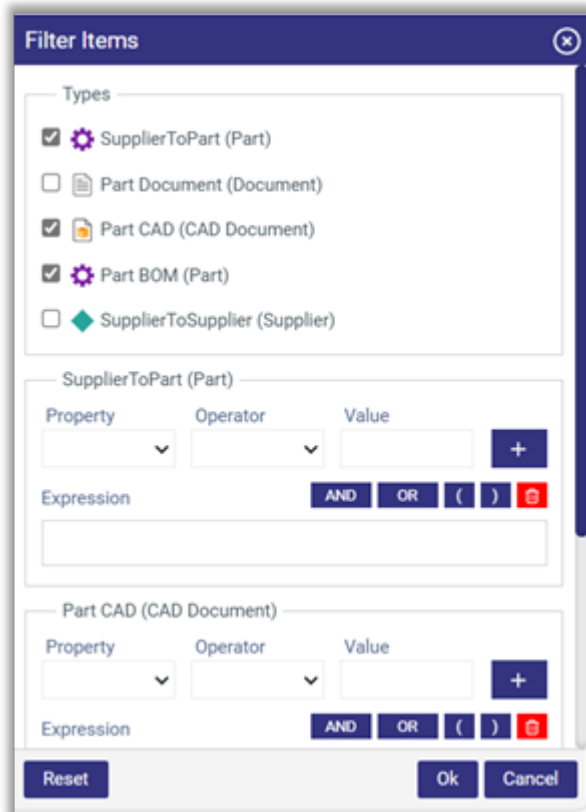 Filter Items
Types
SupplierToPart (Part)
Part Document (Document)
Part CAD (CAD Document)
Part BOM (Part)
SupplierToSupplier (Supplier)
SupplierToPart (Part)
Property Operator Value
+
Expression AND OR ( )
Part CAD (CAD Document)
Property Operator Value
+
Expression AND OR ( )
Reset Ok Cancel